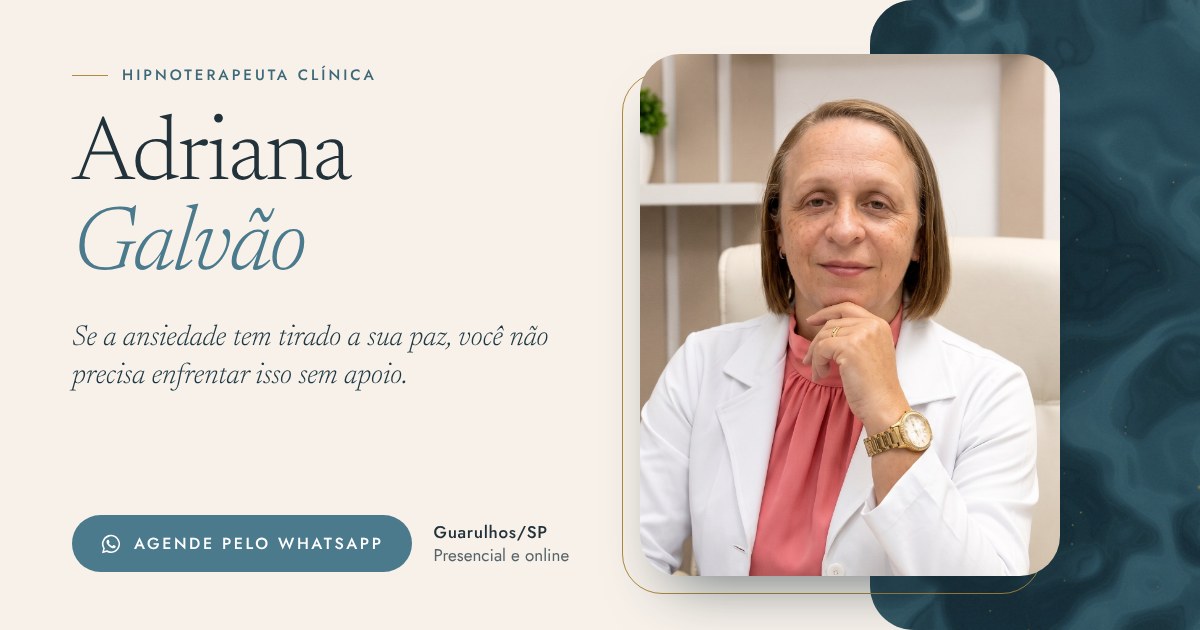 HIPNOTERAPEUTA CLÍNICA
Adriana
Galvão
Se a ansiedade tem tirado a sua paz, você não
precisa enfrentar isso sem apoio.
AGENDE PELO WHATSAPP
Guarulhos/SP
Presencial e online